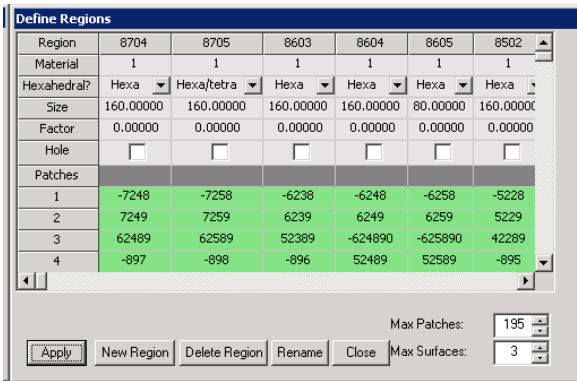 Define Regions
Region 8704 8705 8603 8604 8605 8502
Material 1 1 1 1 1 1
Hexahedral? Hexa Hexa/tetra Hexa Hexa Hexa Hexa
Size 160.00000 160.00000 160.00000 160.00000 80.00000 160.00000
Factor 0.00000 0.00000 0.00000 0.00000 0.00000 0.00000
Hole
Patches
1 -7248 -7258 -6238 -6248 -6258 -5228
2 7249 7259 6239 6249 6259 5229
3 62489 62589 52389 -624890 -625890 42289
4 -897 -898 -896 52489 52589 -895
Max Patches: 195
Apply New Region Delete Region Rename Close Max Surfaces: 3